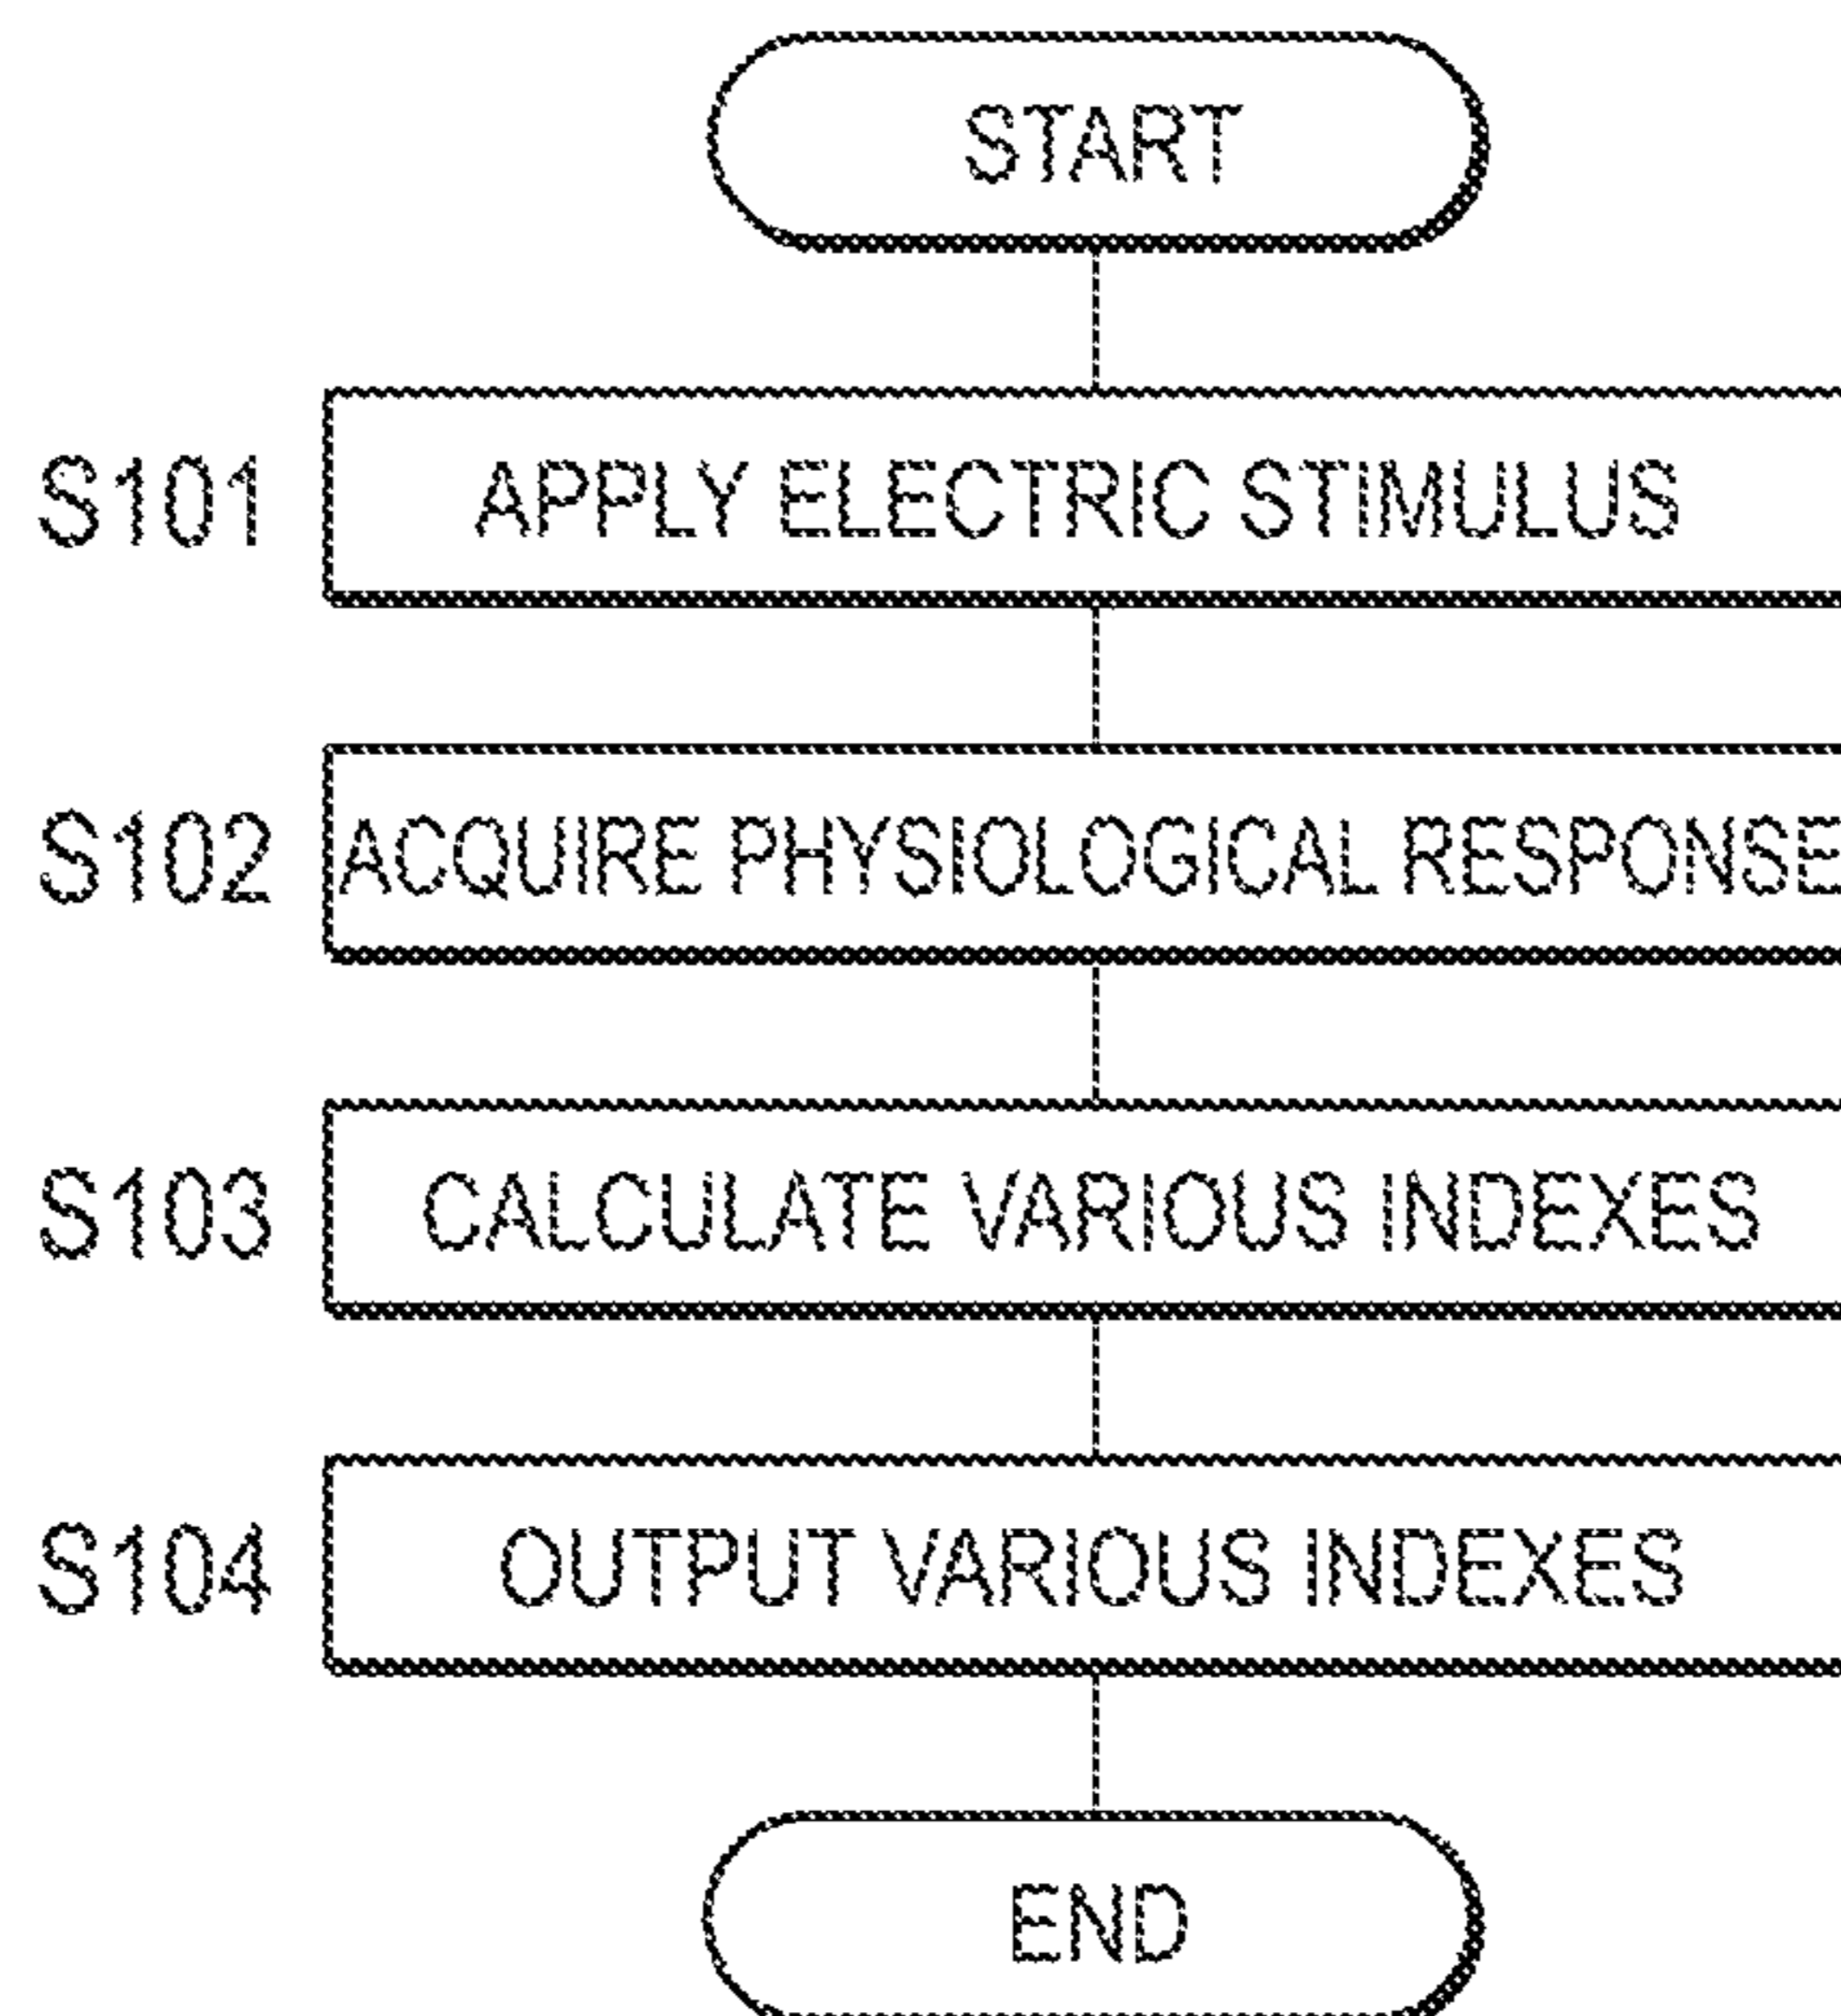 START
S101 APPLY ELECTRIC STIMULUS
S102 ACQUIRE PHYSIOLOGICAL RESPONSE
S103 CALCULATE VARIOUS INDEXES
S104 OUTPUT VARIOUS INDEXES
END